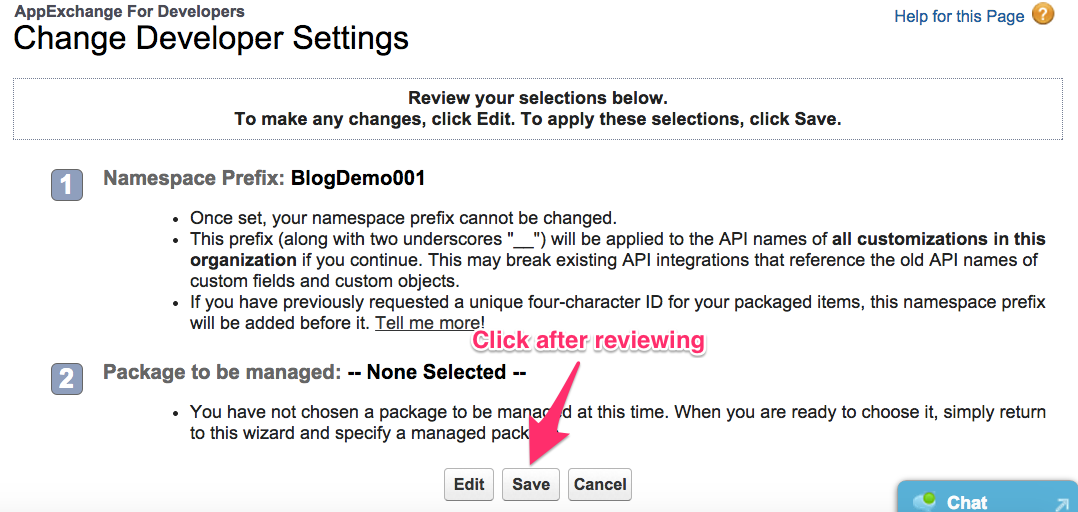 AppExchange For Developers
Help for this Page ?
Change Developer Settings
Review your selections below.
To make any changes, click Edit. To apply these selections, click Save.
1 Namespace Prefix: BlogDemo001
• Once set, your namespace prefix cannot be changed.
• This prefix (along with two underscores "__") will be applied to the API names of all customizations in this
organization if you continue. This may break existing API integrations that reference the old API names of
custom fields and custom objects.
• If you have previously requested a unique four-character ID for your packaged items, this namespace prefix
will be added before it. Tell me more!
Click after reviewing
2 Package to be managed: -- None Selected --
• You have not chosen a package to be managed at this time. When you are ready to choose it, simply return
to this wizard and specify a managed
Edit Save Cancel
Chat